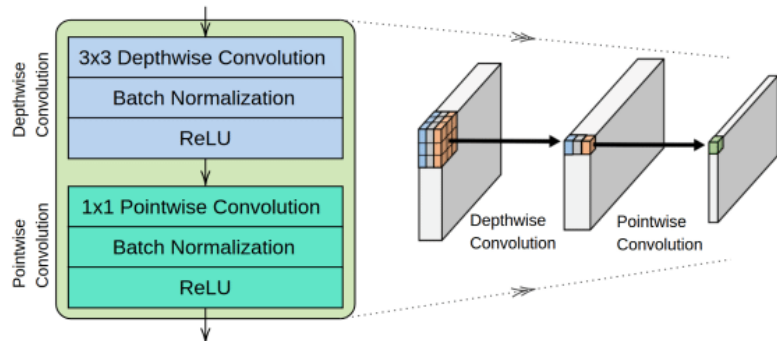 Depthwise
Convolution
3x3 Depthwise Convolution
Batch Normalization
ReLU
Pointwise
Convolution
1x1 Pointwise Convolution
Batch Normalization
ReLU
Depthwise
Convolution
Pointwise
Convolution